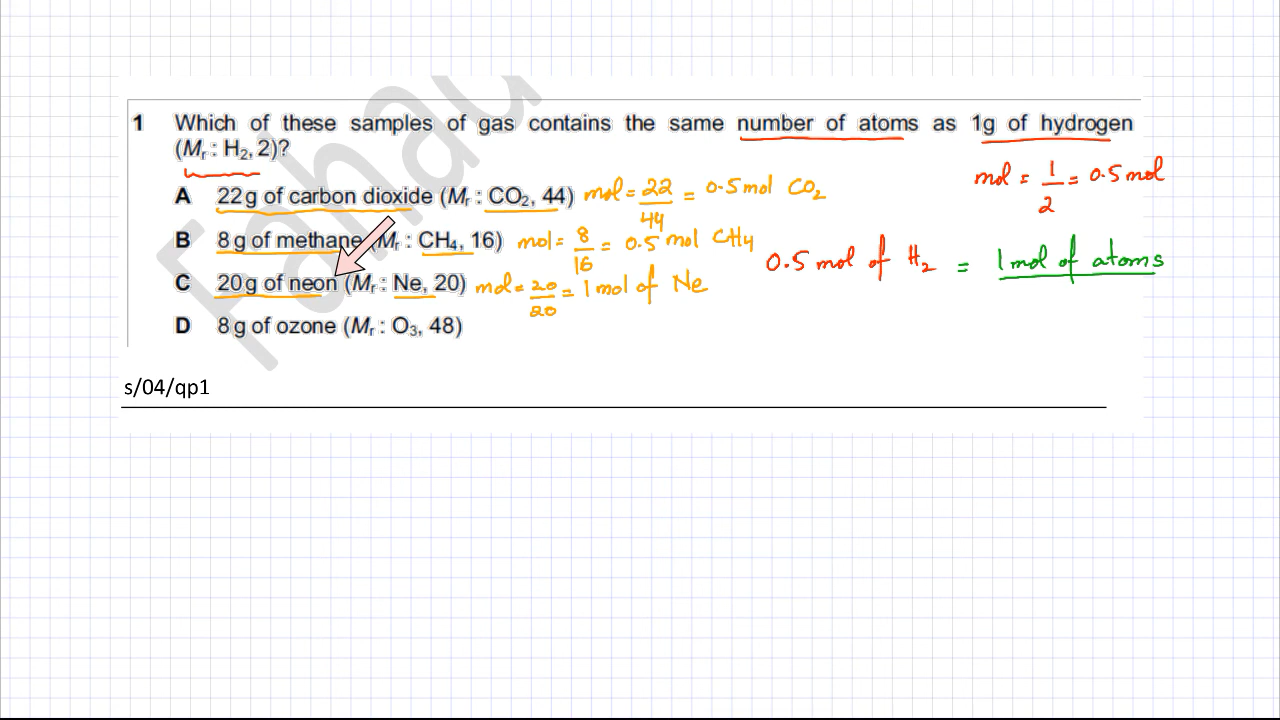 1 Which of these samples of gas contains the same number of atoms as 1g of hydrogen
(Mr : H2, 2)?
mol = 1/2 = 0.5 mol
A 22 g of carbon dioxide (Mr : CO2, 44) mol = 22/44 = 0.5 mol CO2
B 8 g of methane (Mr : CH4, 16) mol = 8/16 = 0.5 mol CH4
0.5 mol of H2 = 1 mol of atoms
C 20 g of neon (Mr : Ne, 20) mol = 20/20 = 1 mol of Ne
D 8 g of ozone (Mr : O3, 48)
s/04/qp1